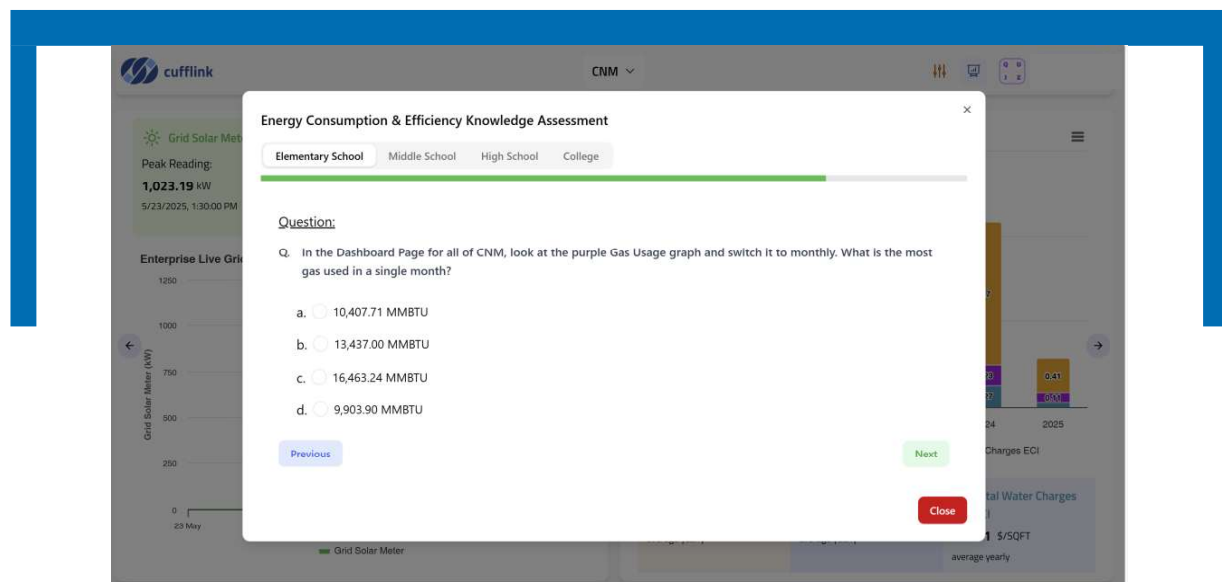 cufflink
CNM
Q U
I Z
Grid Solar Met
Peak Reading:
1,023.19 kW
5/23/2025, 1:30:00 PM
Enterprise Live Gri
1250
1000
750
500
250
0
23 May
Grid Solar Meter (kW)
Grid Solar Meter
Energy Consumption & Efficiency Knowledge Assessment
×
Elementary School Middle School High School College
Question:
Q. In the Dashboard Page for all of CNM, look at the purple Gas Usage graph and switch it to monthly. What is the most
gas used in a single month?
a. 10,407.71 MMBTU
b. 13,437.00 MMBTU
c. 16,463.24 MMBTU
d. 9,903.90 MMBTU
Previous
Next
Close
0.41
0.11
24 2025
Charges ECI
tal Water Charges
$/SQFT
average yearly